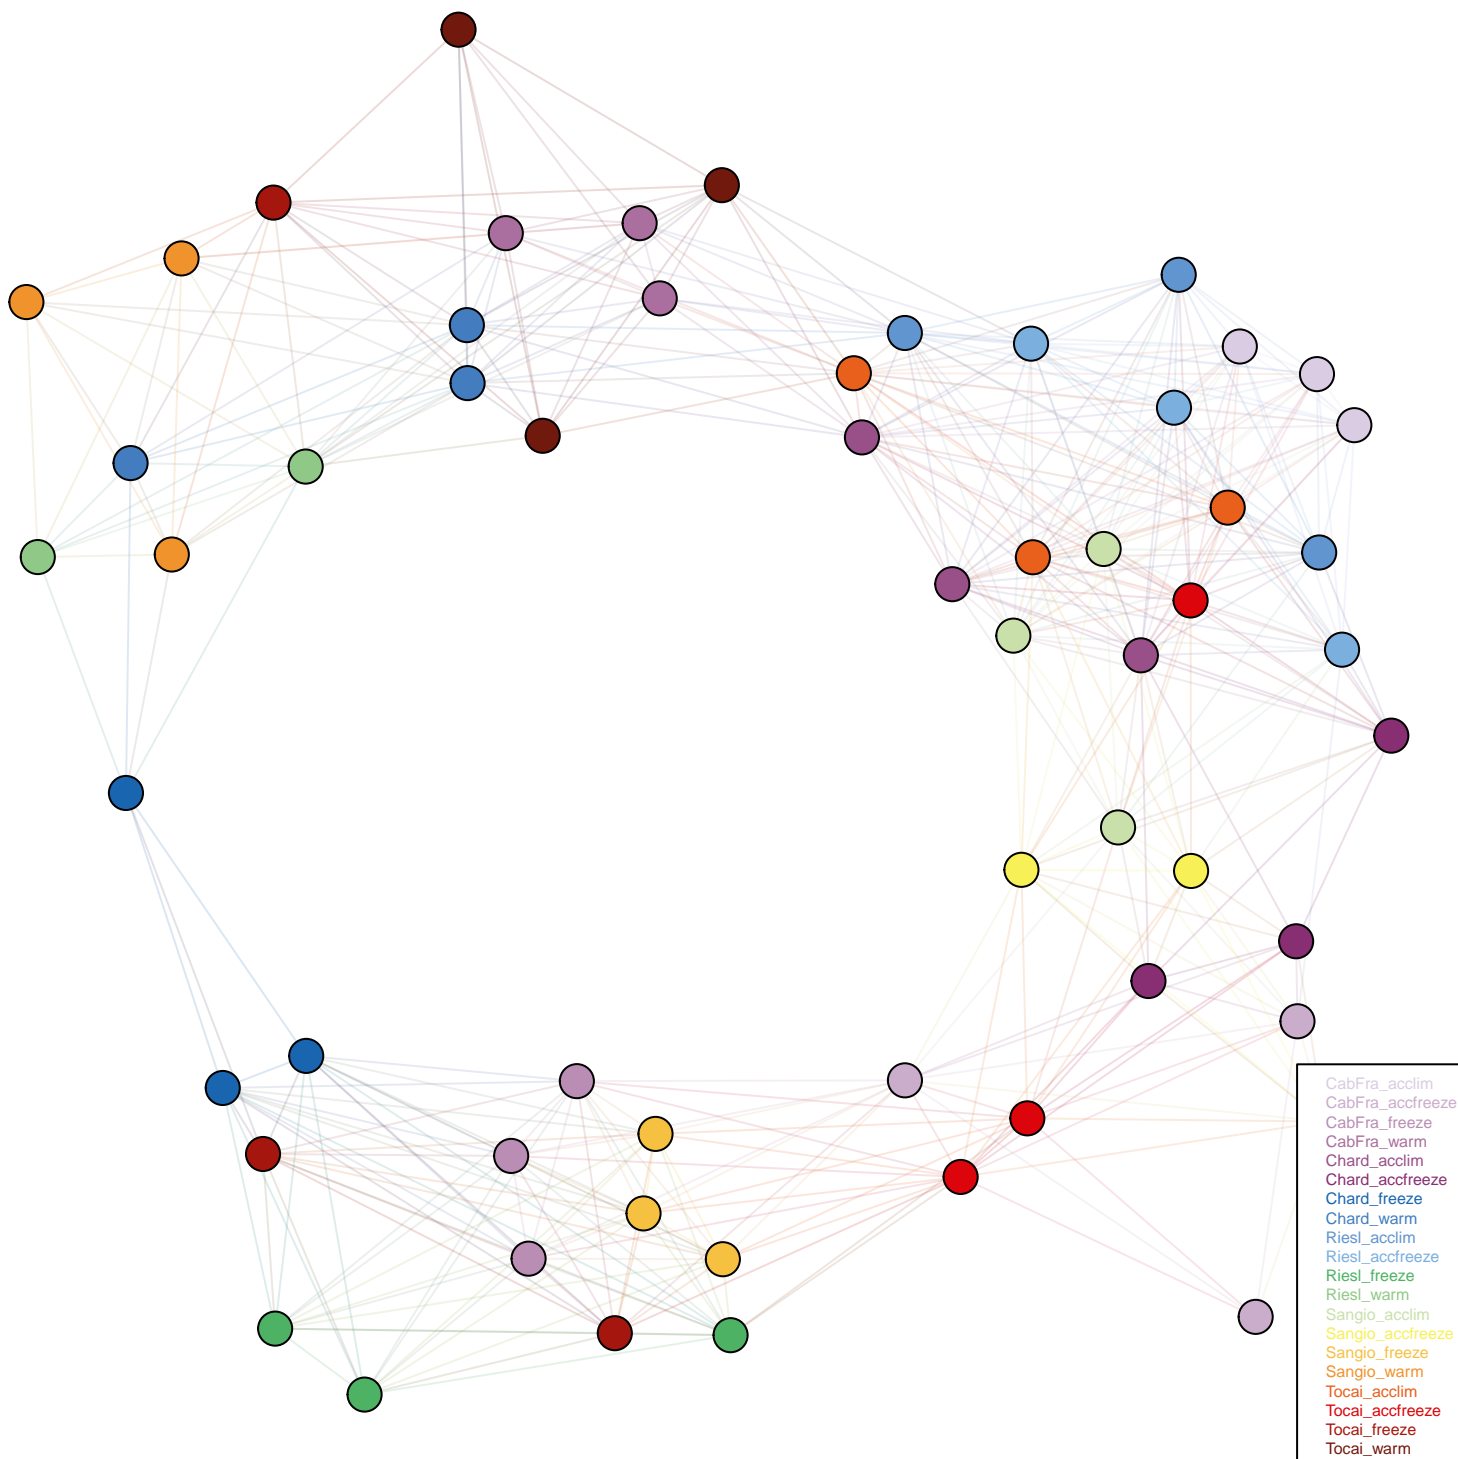 CabFra_acclim
CabFra_accfreeze
CabFra_freeze
CabFra_warm
Chard_acclim
Chard_accfreeze
Chard_freeze
Chard_warm
Riesl_acclim
Riesl_accfreeze
Riesl_freeze
Riesl_warm
Sangio_acclim
Sangio_accfreeze
Sangio_freeze
Sangio_warm
Tocai_acclim
Tocai_accfreeze
Tocai_freeze
Tocai_warm